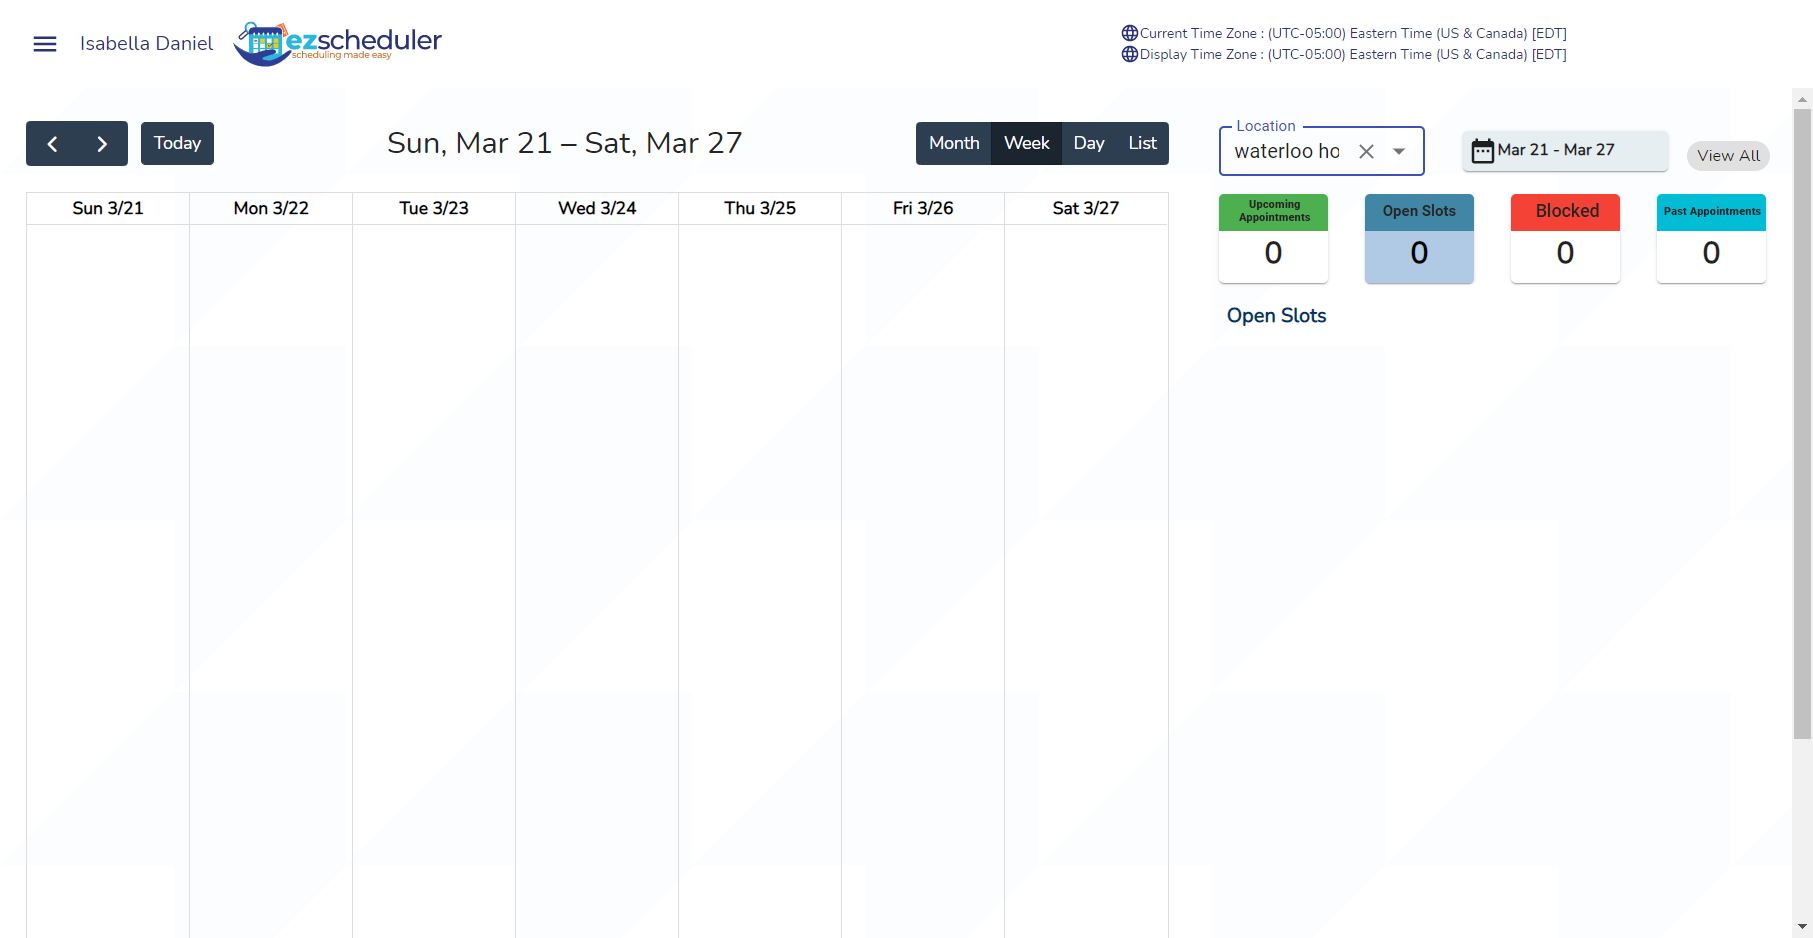 Isabella Daniel
ezscheduler
scheduling made easy
Current Time Zone : (UTC-05:00) Eastern Time (US & Canada) [EDT]
Display Time Zone : (UTC-05:00) Eastern Time (US & Canada) [EDT]
Today
Sun, Mar 21 – Sat, Mar 27
Month Week Day List
Location
waterloo ho
Mar 21 - Mar 27
View All
Sun 3/21 Mon 3/22 Tue 3/23 Wed 3/24 Thu 3/25 Fri 3/26 Sat 3/27
Upcoming
Appointments
0
Open Slots
0
Blocked
0
Past Appointments
0
Open Slots